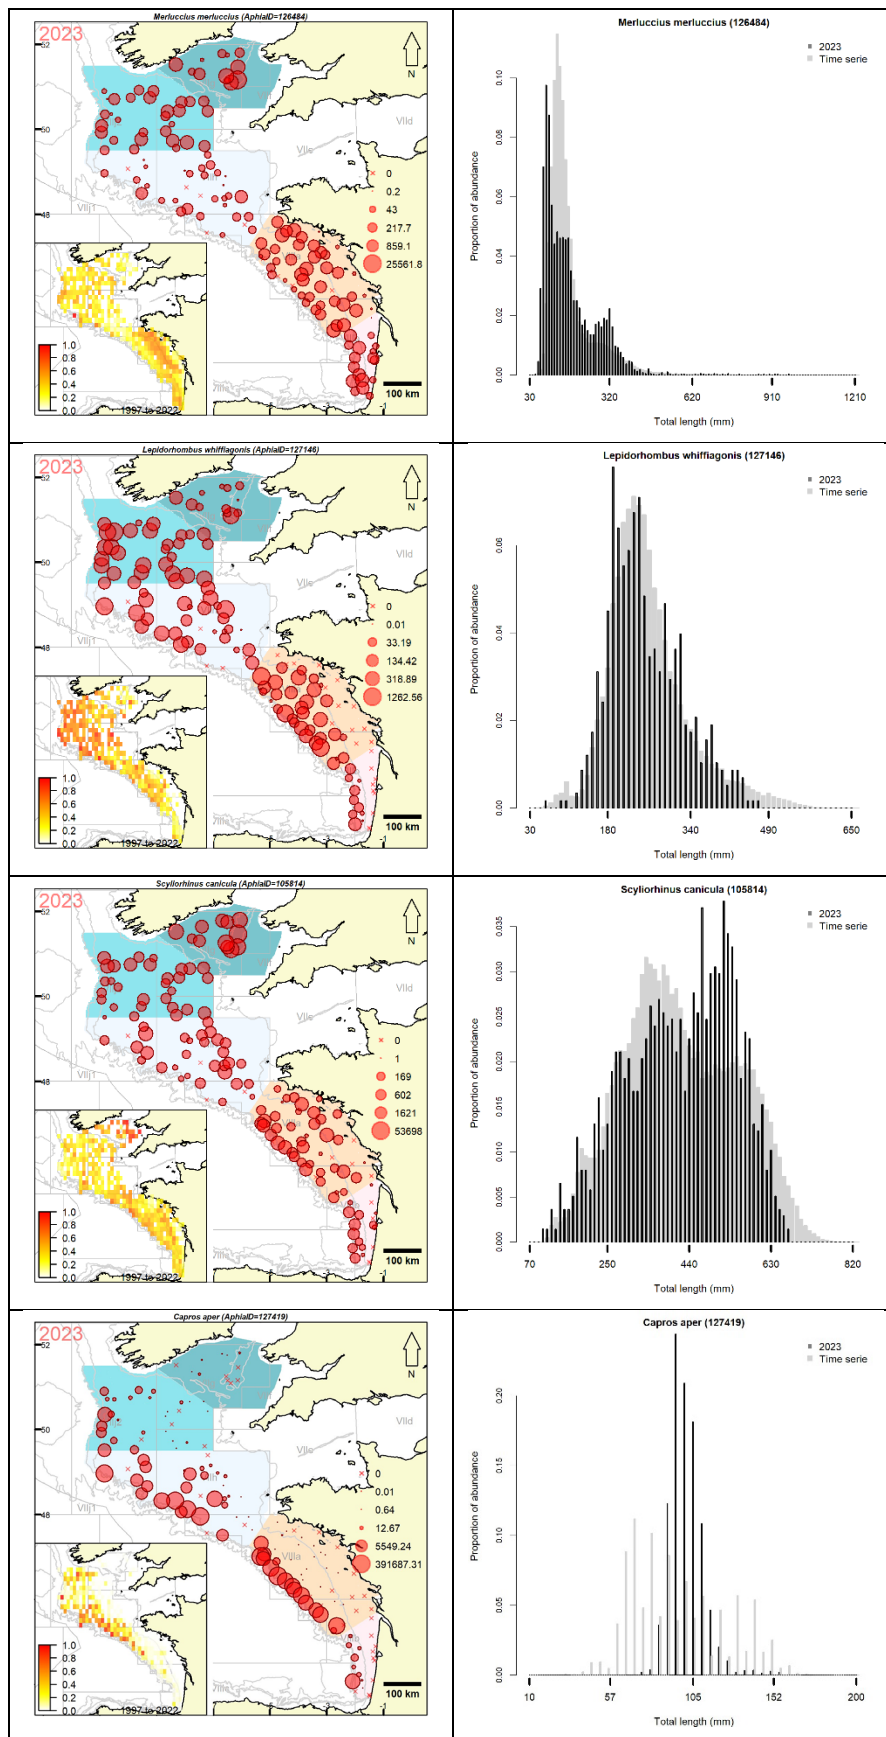 Merluccius merluccius (AphiaID=126484)
2023
52
50
48
N
VIId
VIIe
VIIj1
0
0.2
43
217.7
859.1
25561.8
1.0
0.8
0.6
0.4
0.2
0.0
1997 to 2022
100 km
-1
Merluccius merluccius (126484)
2023
Time serie
Proportion of abundance
0.10
0.08
0.06
0.04
0.02
0.00
30
320
620
910
1210
Total length (mm)
Lepidorhombus whiffiagonis (AphiaID=127146)
2023
52
50
48
N
VIId
VIIe
VIIj1
0
0.01
33.19
134.42
318.89
1262.56
1.0
0.8
0.6
0.4
0.2
0.0
1997 to 2022
100 km
-1
Lepidorhombus whiffiagonis (127146)
2023
Time serie
Proportion of abundance
0.06
0.04
0.02
0.00
30
180
340
490
650
Total length (mm)
Scyliorhinus canicula (AphiaID=105814)
2023
52
50
48
N
VIId
VIIe
VIIj1
0
1
169
602
1621
53698
1.0
0.8
0.6
0.4
0.2
0.0
1997 to 2022
100 km
-1
Scyliorhinus canicula (105814)
2023
Time serie
Proportion of abundance
0.035
0.030
0.025
0.020
0.015
0.010
0.005
0.000
70
250
440
630
820
Total length (mm)
Capros aper (AphiaID=127419)
2023
52
50
48
N
VIId
VIIe
VIIj1
VIIIa
0
0.01
0.64
12.67
5549.24
391687.31
1.0
0.8
0.6
0.4
0.2
0.0
1997 to 2022
100 km
-1
Capros aper (127419)
2023
Time serie
Proportion of abundance
0.20
0.15
0.10
0.05
0.00
10
57
105
152
200
Total length (mm)